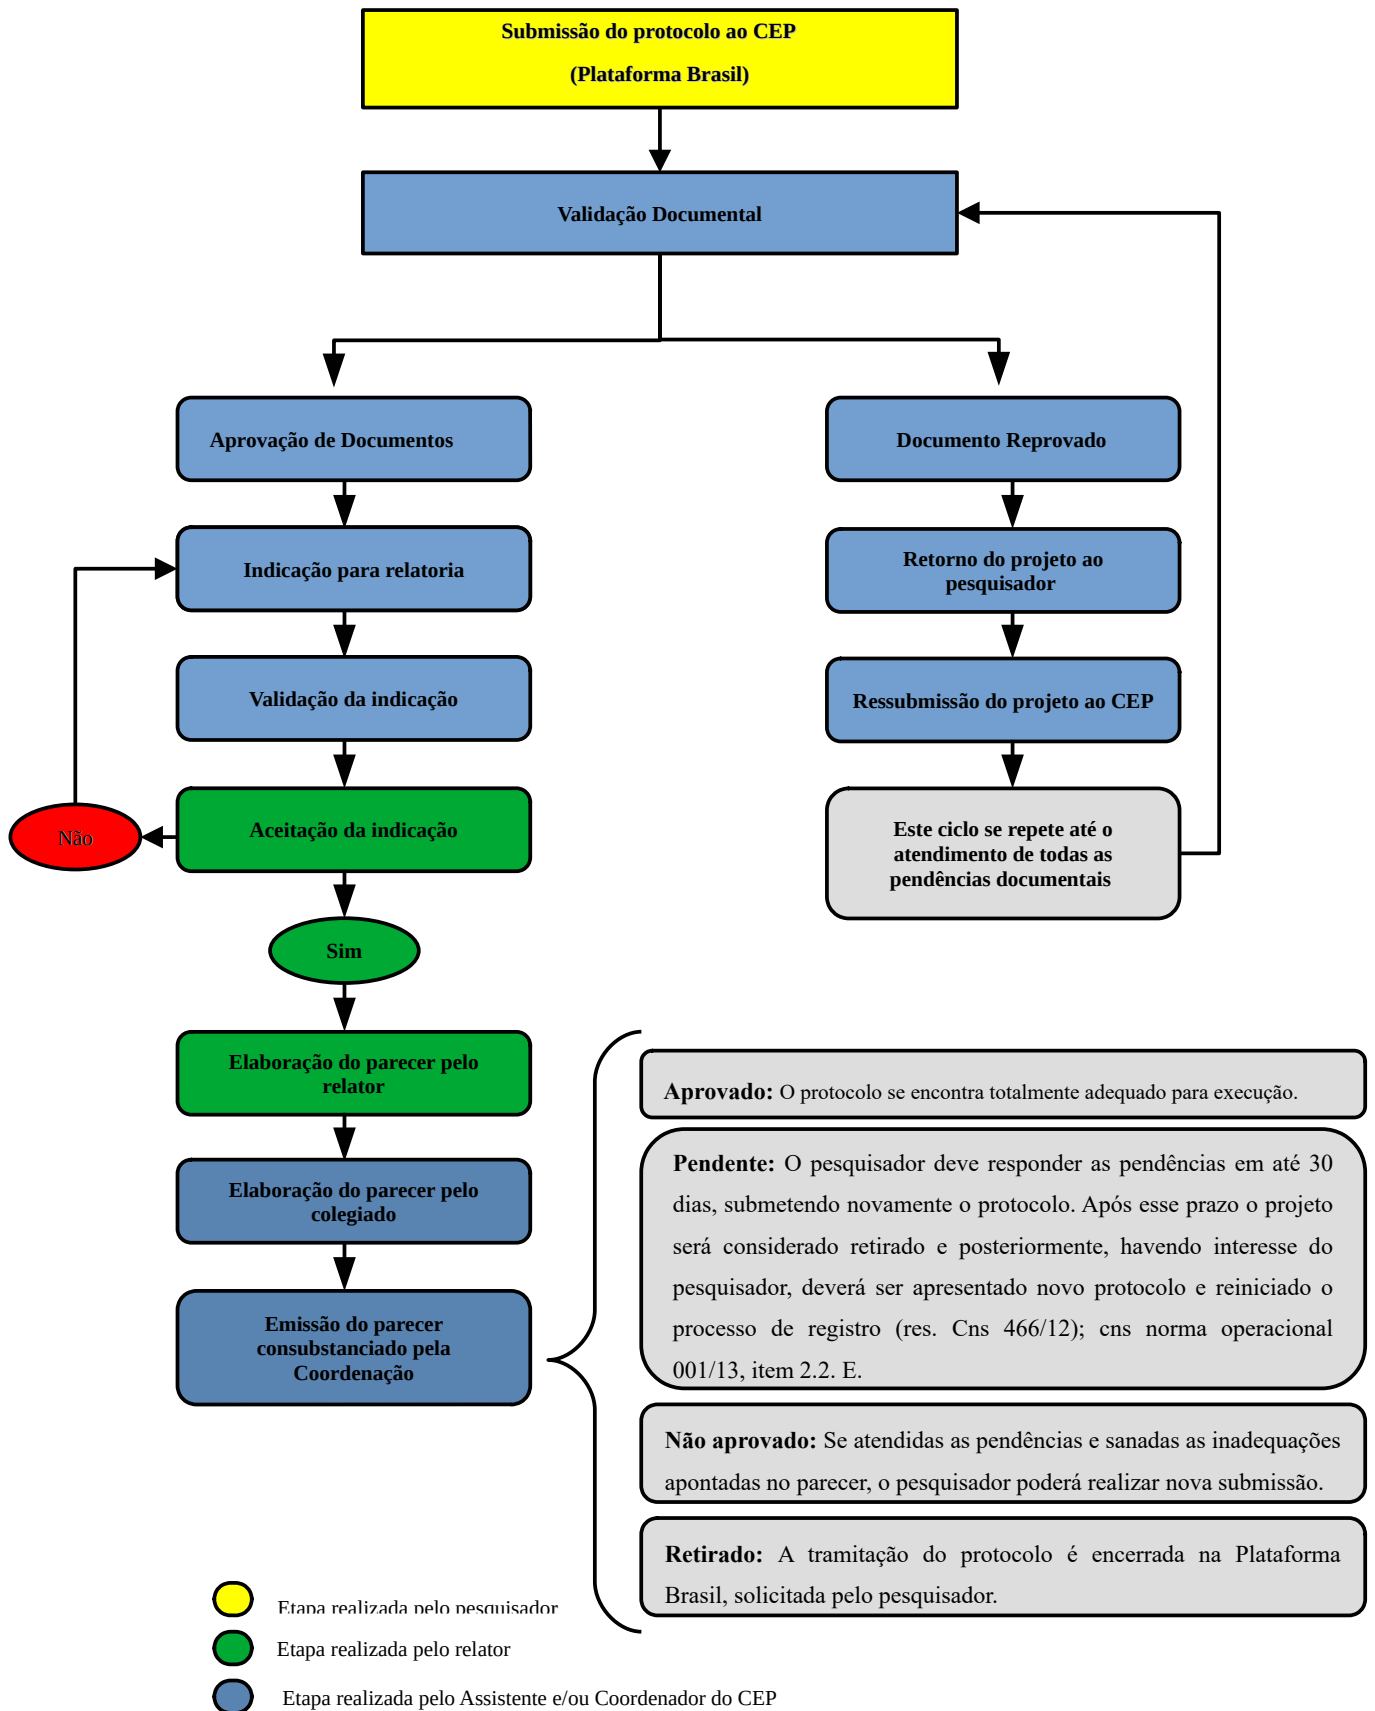 Submissão do protocolo ao CEP
(Plataforma Brasil)
Validação Documental
Aprovação de Documentos
Documento Reprovado
Indicação para relatoria
Retorno do projeto ao
pesquisador
Validação da indicação
Ressubmissão do projeto ao CEP
Não
Aceitação da indicação
Este ciclo se repete até o
atendimento de todas as
pendências documentais
Sim
Elaboração do parecer pelo
relator
Elaboração do parecer pelo
colegiado
Emissão do parecer
consubstanciado pela
Coordenação
Aprovado: O protocolo se encontra totalmente adequado para execução.
Pendente: O pesquisador deve responder as pendências em até 30
dias, submetendo novamente o protocolo. Após esse prazo o projeto
será considerado retirado e posteriormente, havendo interesse do
pesquisador, deverá ser apresentado novo protocolo e reiniciado o
processo de registro (res. Cns 466/12); cns norma operacional
001/13, item 2.2. E.
Não aprovado: Se atendidas as pendências e sanadas as inadequações
apontadas no parecer, o pesquisador poderá realizar nova submissão.
Retirado: A tramitação do protocolo é encerrada na Plataforma
Brasil, solicitada pelo pesquisador.
Etapa realizada pelo pesquisador
Etapa realizada pelo relator
Etapa realizada pelo Assistente e/ou Coordenador do CEP